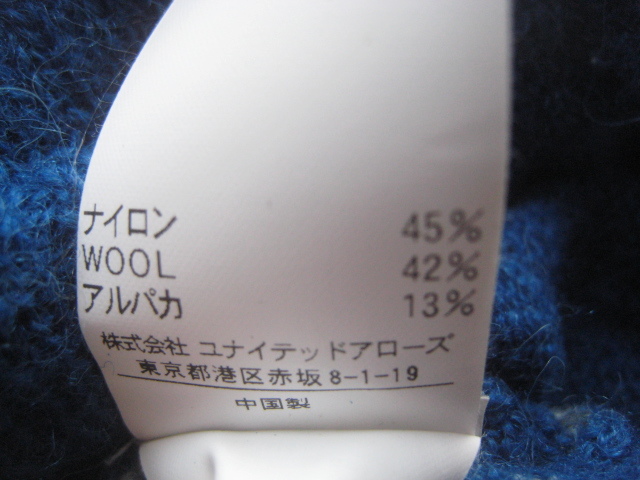 ナイロン 45%
WOOL 42%
アルパカ 13%
株式会社 ユナイテッドアローズ
東京都港区赤坂8-1-19
中国製